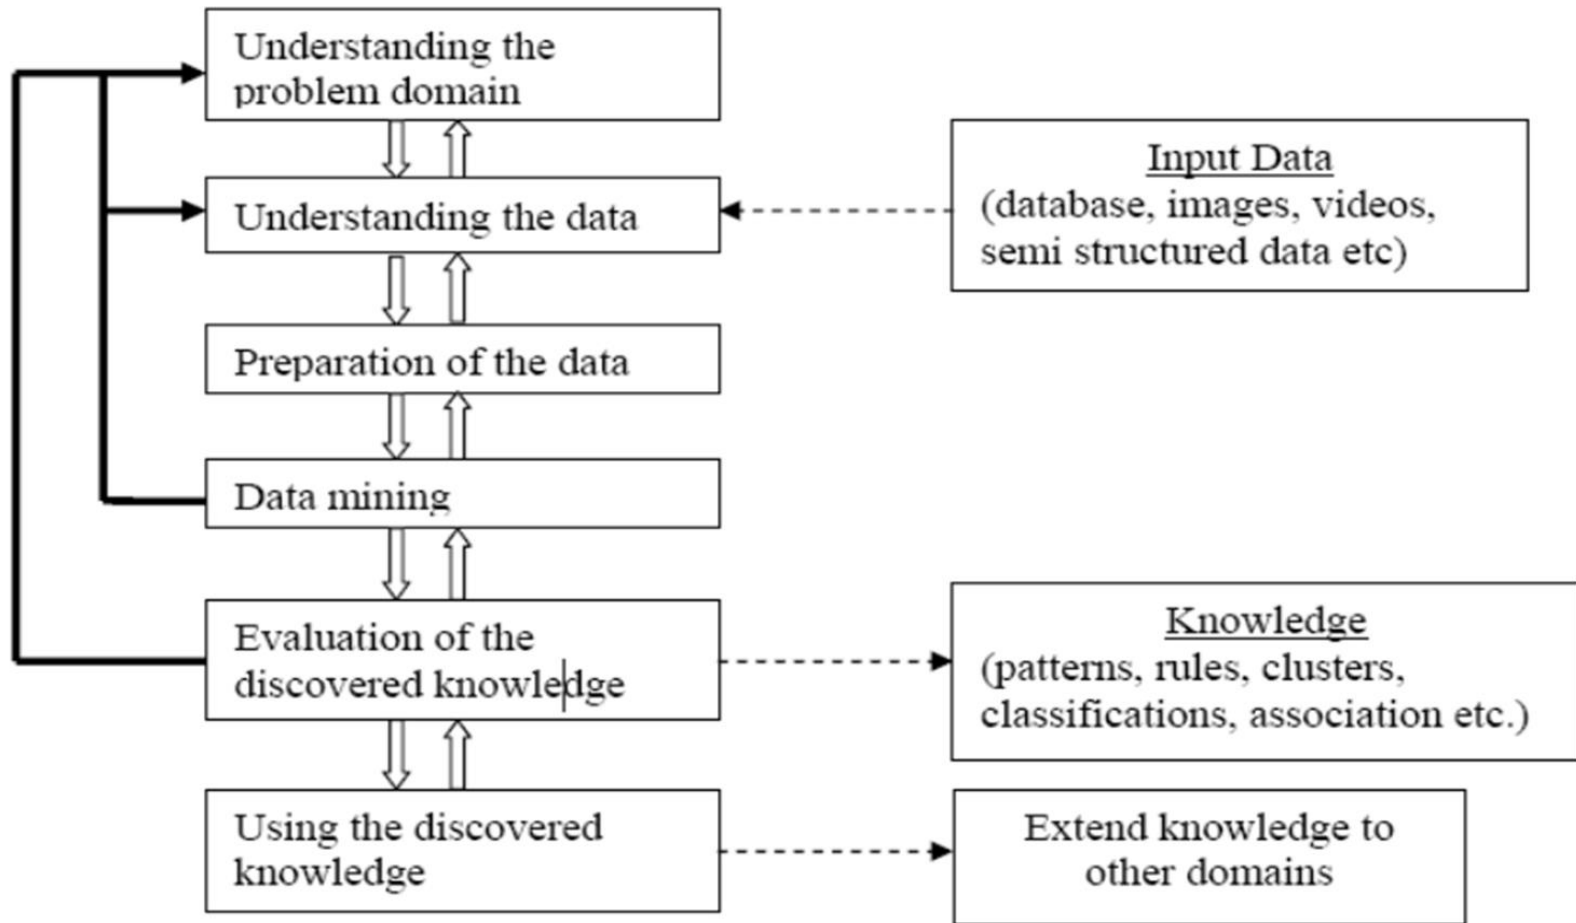 Understanding the
problem domain
Understanding the data
Input Data
(database, images, videos,
semi structured data etc)
Preparation of the data
Data mining
Evaluation of the
discovered knowledge
Knowledge
(patterns, rules, clusters,
classifications, association etc.)
Using the discovered
knowledge
Extend knowledge to
other domains